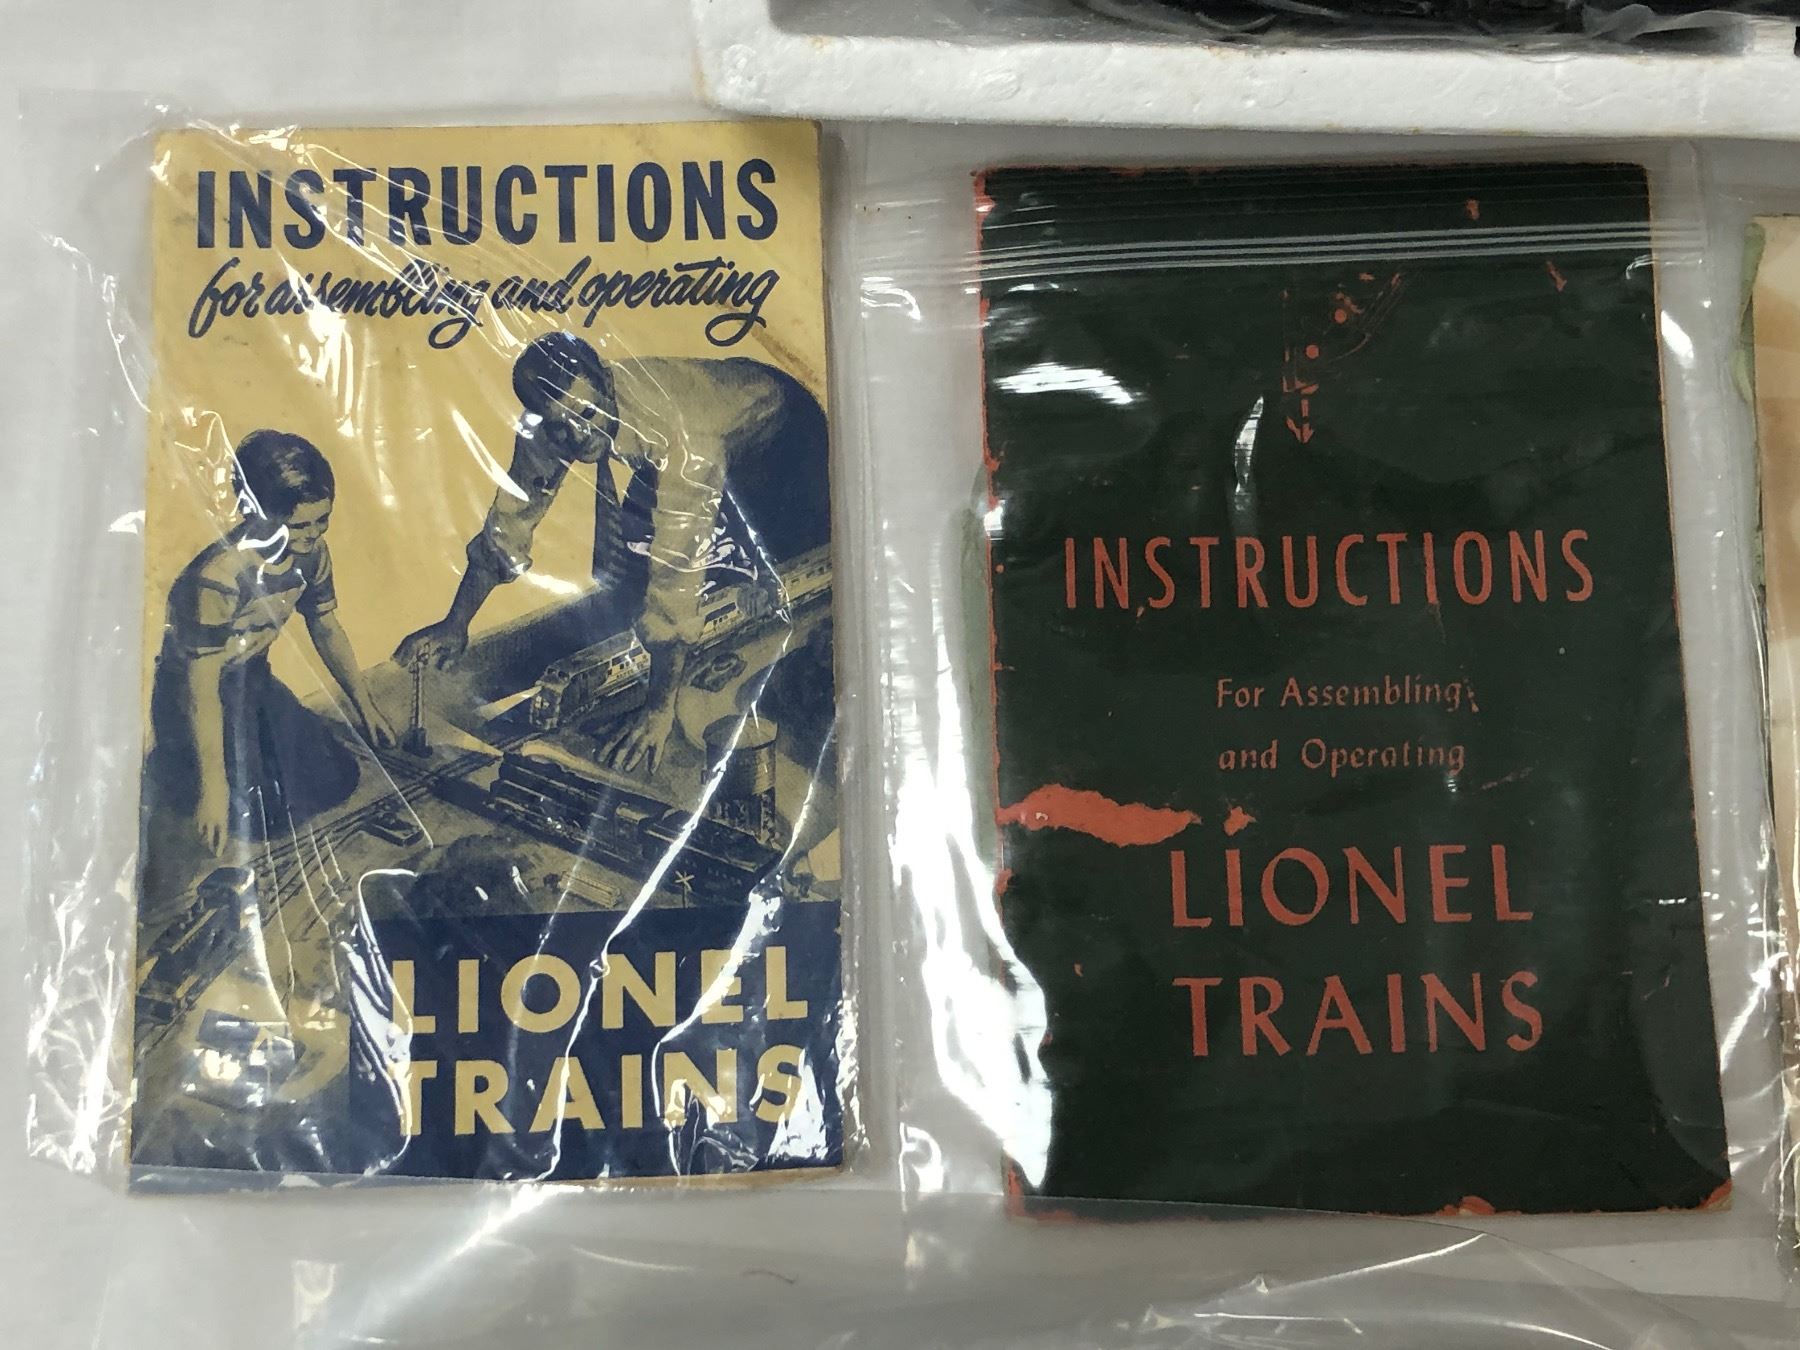 INSTRUCTIONS
for assembling and operating
LIONEL
TRAINS
INSTRUCTIONS
For Assembling
and Operating
LIONEL
TRAINS